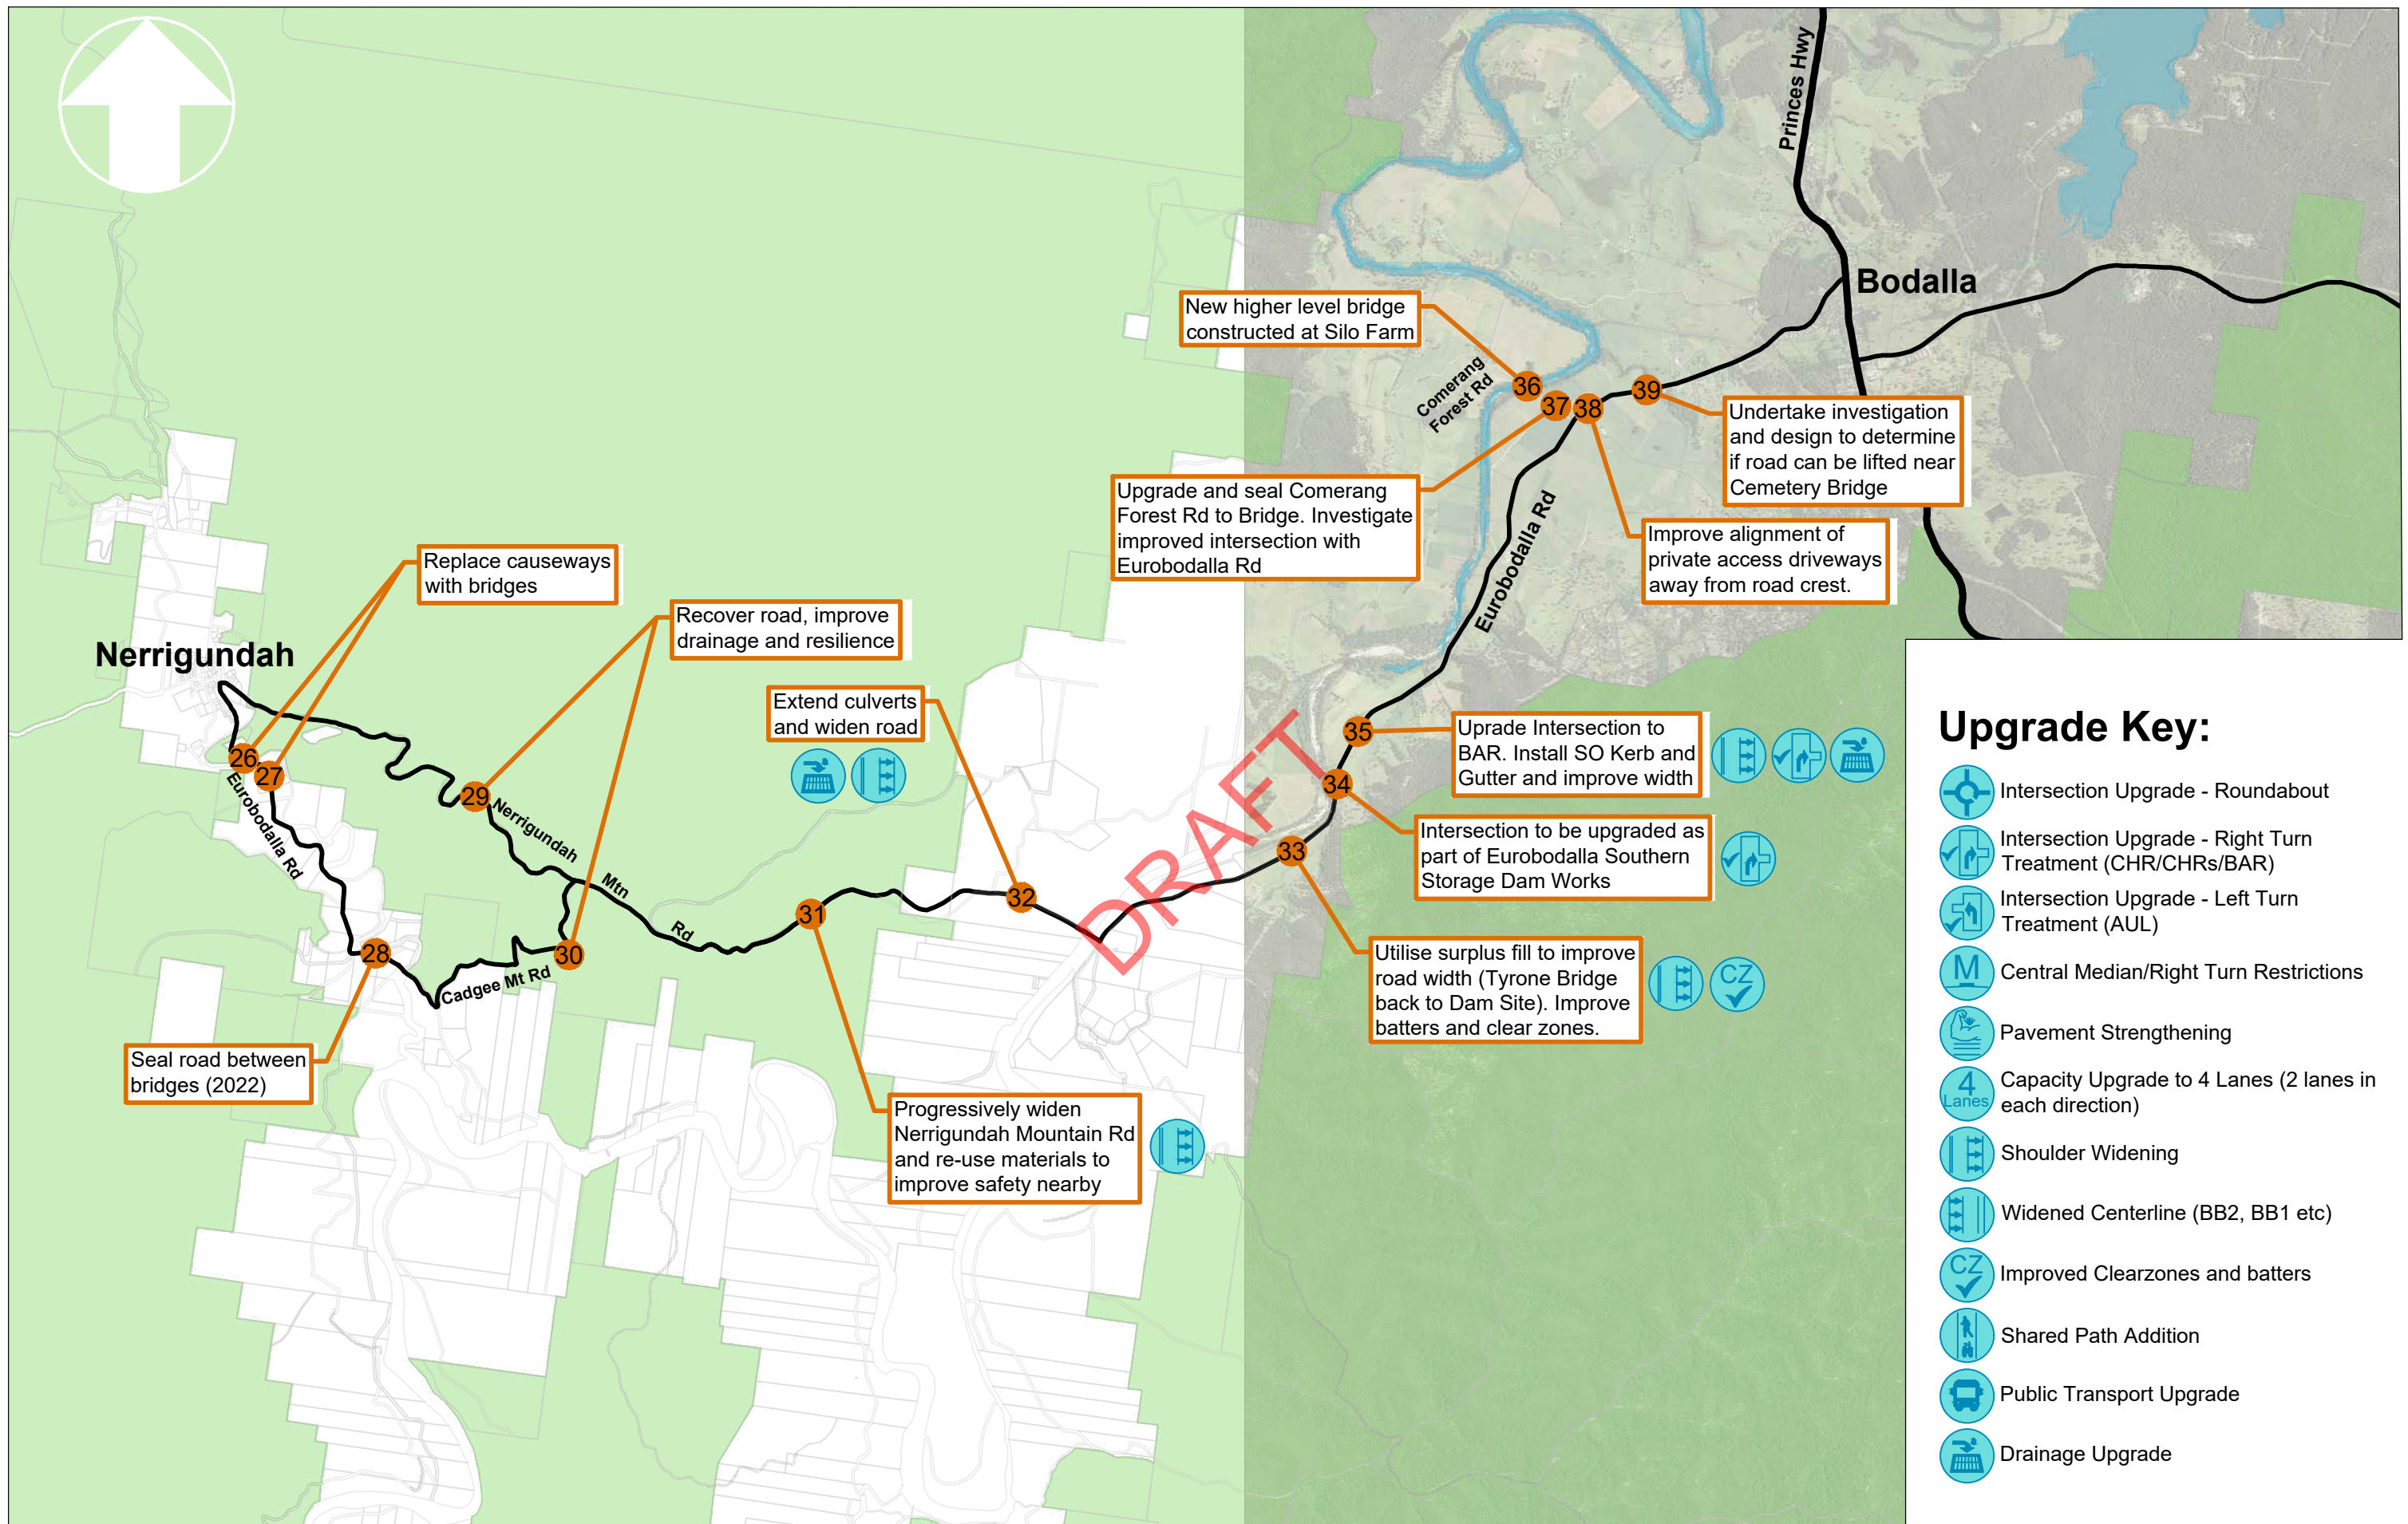 Princes Hwy
Bodalla
New higher level bridge
constructed at Silo Farm
Comerang
Forest Rd
36
37
38
39
Undertake investigation
and design to determine
if road can be lifted near
Cemetery Bridge
Upgrade and seal Comerang
Forest Rd to Bridge. Investigate
improved intersection with
Eurobodalla Rd
Improve alignment of
private access driveways
away from road crest.
Eurobodalla Rd
Replace causeways
with bridges
Recover road, improve
drainage and resilience
Nerrigundah
Extend culverts
and widen road
26
27
Eurobodalla Rd
29
Nerrigundah
Mtn
Rd
28
30
Cadgee Mt Rd
31
32
33
34
35
DRAFT
Uprade Intersection to
BAR. Install SO Kerb and
Gutter and improve width
Intersection to be upgraded as
part of Eurobodalla Southern
Storage Dam Works
Utilise surplus fill to improve
road width (Tyrone Bridge
back to Dam Site). Improve
batters and clear zones.
CZ
Seal road between
bridges (2022)
Progressively widen
Nerrigundah Mountain Rd
and re-use materials to
improve safety nearby
Upgrade Key:
Intersection Upgrade - Roundabout
Intersection Upgrade - Right Turn
Treatment (CHR/CHRs/BAR)
Intersection Upgrade - Left Turn
Treatment (AUL)
M
Central Median/Right Turn Restrictions
Pavement Strengthening
4
Lanes
Capacity Upgrade to 4 Lanes (2 lanes in
each direction)
Shoulder Widening
Widened Centerline (BB2, BB1 etc)
CZ
Improved Clearzones and batters
Shared Path Addition
Public Transport Upgrade
Drainage Upgrade